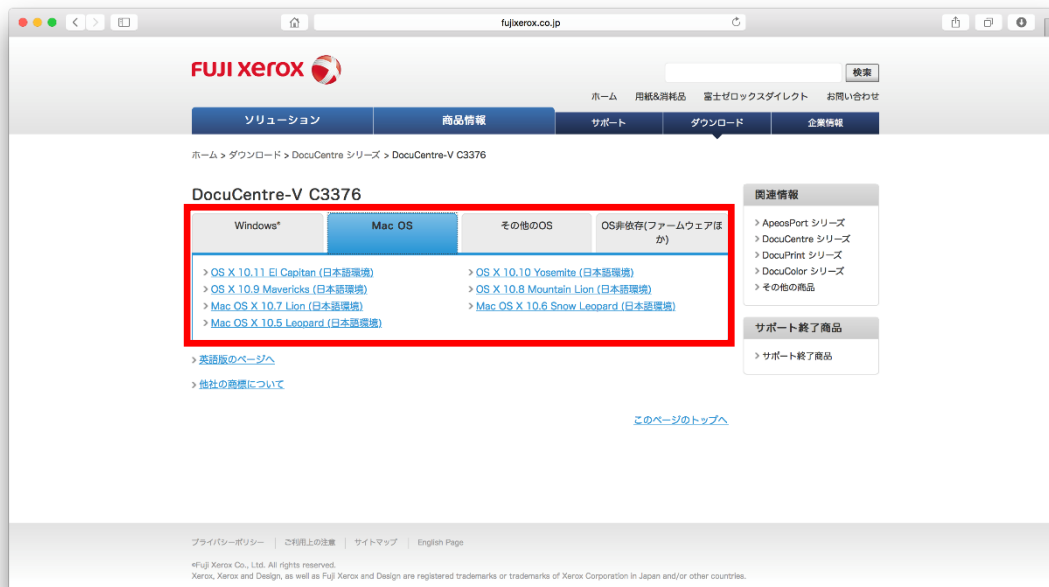 fujixerox.co.jp
FUJI xerox
検索
ホーム 用紙&消耗品 富士ゼロックスダイレクト お問い合わせ
ソリューション 商品情報 サポート ダウンロード 企業情報
ホーム > ダウンロード > DocuCentre シリーズ > DocuCentre-V C3376
DocuCentre-V C3376
Windows® Mac OS その他のOS OS非依存(ファームウェアほか)
> OS X 10.11 El Capitan (日本語環境) > OS X 10.10 Yosemite (日本語環境)
> OS X 10.9 Mavericks (日本語環境) > OS X 10.8 Mountain Lion (日本語環境)
> Mac OS X 10.7 Lion (日本語環境) > Mac OS X 10.6 Snow Leopard (日本語環境)
> Mac OS X 10.5 Leopard (日本語環境)
> 英語版のページへ
> 他社の商標について
このページのトップへ
関連情報
> ApeosPort シリーズ
> DocuCentre シリーズ
> DocuPrint シリーズ
> DocuColor シリーズ
> その他の商品
サポート終了商品
> サポート終了商品
プライバシーポリシー | ご利用上の注意 | サイトマップ | English Page
©Fuji Xerox Co., Ltd. All rights reserved.
Xerox, Xerox and Design, as well as Fuji Xerox and Design are registered trademarks or trademarks of Xerox Corporation in Japan and/or other countries.